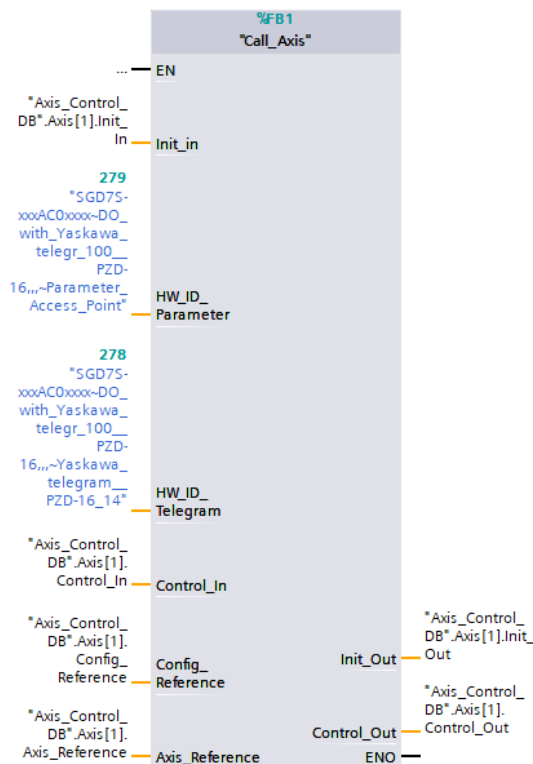 %FB1
"Call_Axis"
...
EN
"Axis_Control_
DB".Axis[1].Init_
In
Init_in
279
"SGD7S-
xxxAC0xxxx~DO_
with_Yaskawa_
telegr_100__
PZD-
16,,,~Parameter_
Access_Point"
HW_ID_
Parameter
278
"SGD7S-
xxxAC0xxxx~DO_
with_Yaskawa_
telegr_100__
PZD-
16,,,~Yaskawa_
telegram__
PZD-16_14"
HW_ID_
Telegram
"Axis_Control_
DB".Axis[1].
Control_In
Control_In
"Axis_Control_
DB".Axis[1].
Config_
Reference
Config_
Reference
"Axis_Control_
DB".Axis[1].Init_
Out
Init_Out
"Axis_Control_
DB".Axis[1].
Control_Out
Control_Out
"Axis_Control_
DB".Axis[1].
Axis_Reference
Axis_Reference
ENO